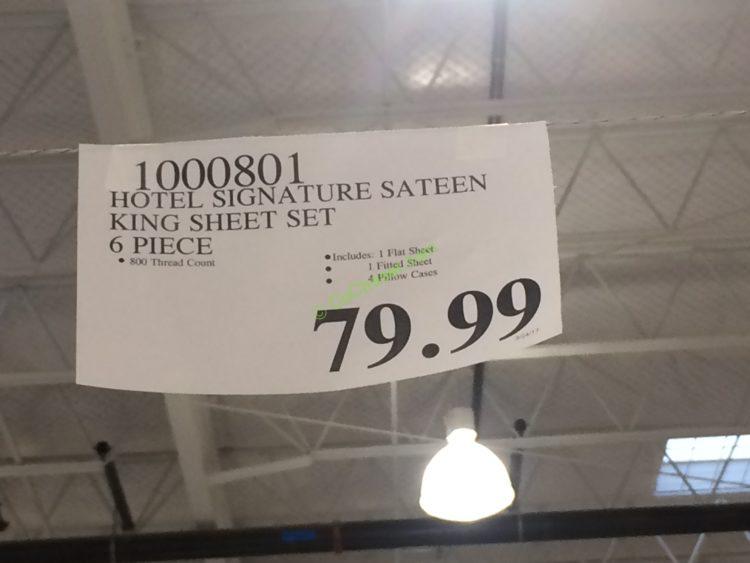 1000801
HOTEL SIGNATURE SATEEN
KING SHEET SET
6 PIECE
• 800 Thread Count
• Includes: 1 Flat Sheet
• 1 Fitted Sheet
• 4 Pillow Cases
79.99